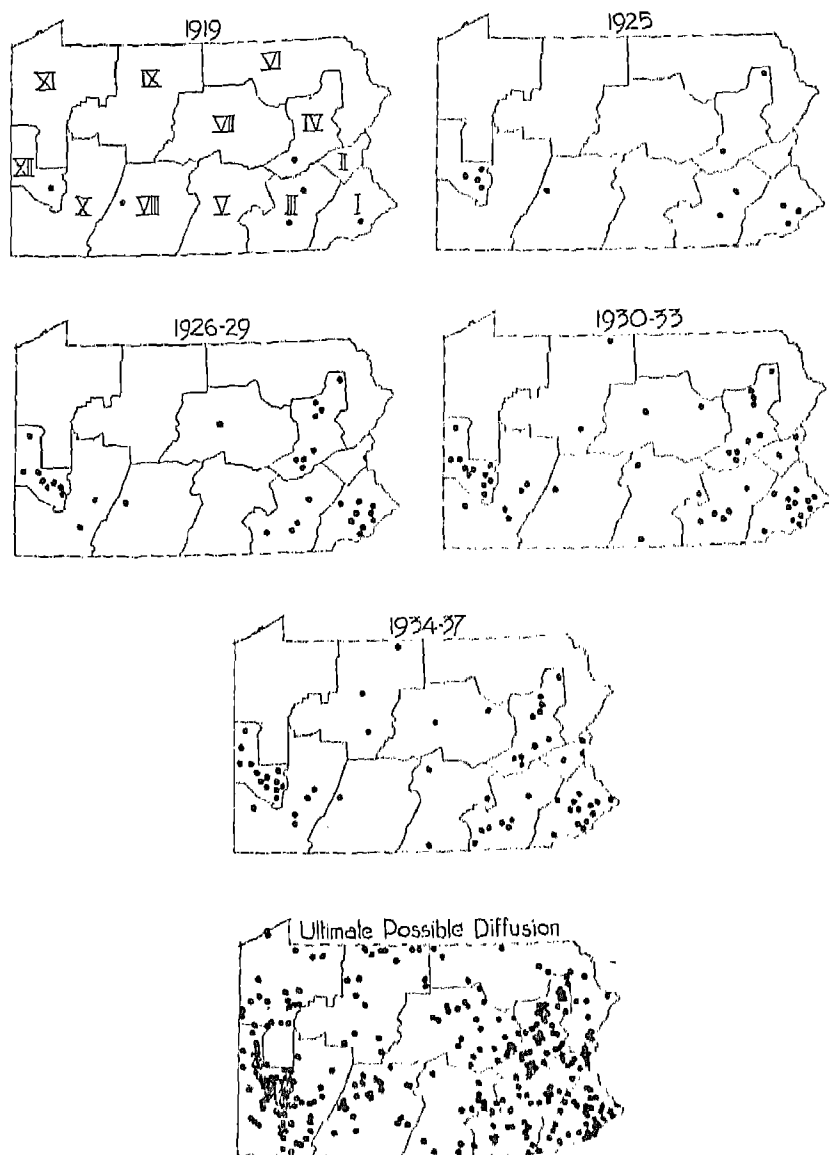 1919
XI
IX
VI
VII
IV
XII
II
X
VIII
V
III
I
1925
1926-29
1930-33
1934-37
Ultimate Possible Diffusion